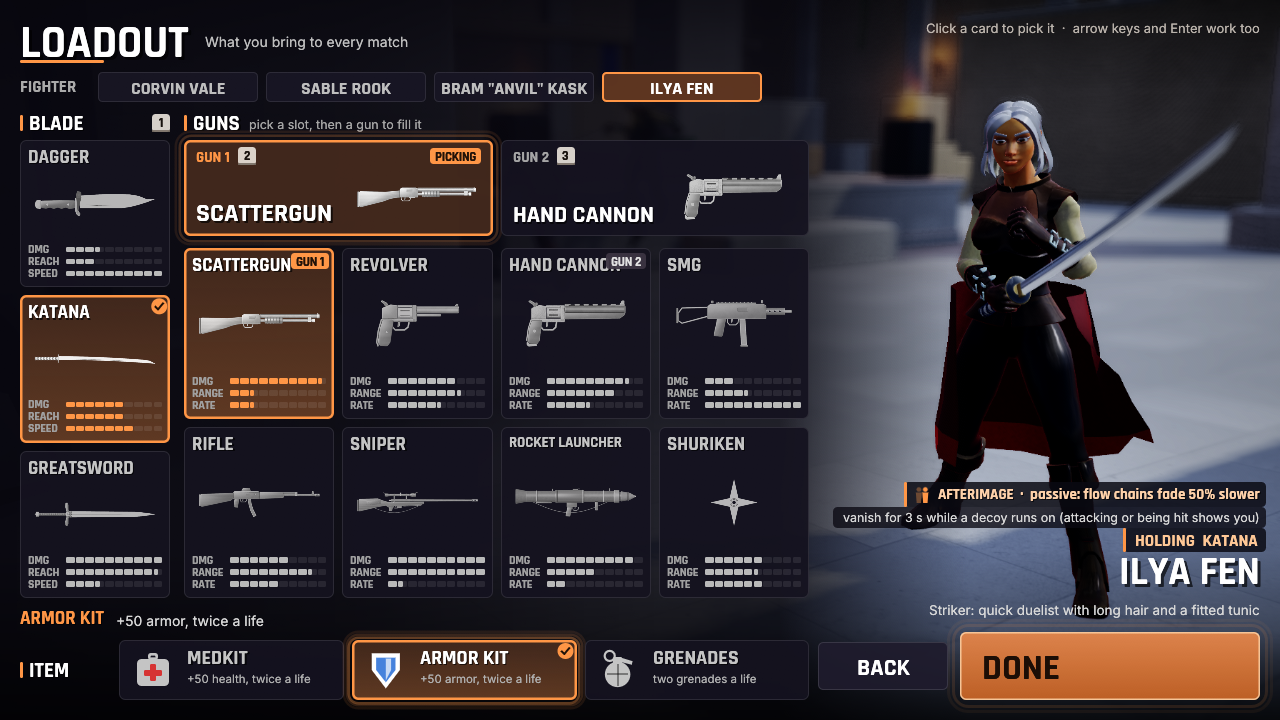 LOADOUT
What you bring to every match
Click a card to pick it · arrow keys and Enter work too
FIGHTER
CORVIN VALE
SABLE ROOK
BRAM "ANVIL" KASK
ILYA FEN
BLADE 1
GUNS pick a slot, then a gun to fill it
DAGGER
DMG
REACH
SPEED
KATANA
DMG
REACH
SPEED
GREATSWORD
DMG
REACH
SPEED
GUN 1 2 PICKING
SCATTERGUN
GUN 2 3
HAND CANNON
SCATTERGUN GUN 1
DMG
RANGE
RATE
REVOLVER
DMG
RANGE
RATE
HAND CANNON GUN 2
DMG
RANGE
RATE
SMG
DMG
RANGE
RATE
RIFLE
DMG
RANGE
RATE
SNIPER
DMG
RANGE
RATE
ROCKET LAUNCHER
DMG
RANGE
RATE
SHURIKEN
DMG
RANGE
RATE
AFTERIMAGE · passive: flow chains fade 50% slower
vanish for 3 s while a decoy runs on (attacking or being hit shows you)
HOLDING KATANA
ILYA FEN
Striker: quick duelist with long hair and a fitted tunic
ARMOR KIT +50 armor, twice a life
ITEM
MEDKIT
+50 health, twice a life
ARMOR KIT
+50 armor, twice a life
GRENADES
two grenades a life
BACK
DONE